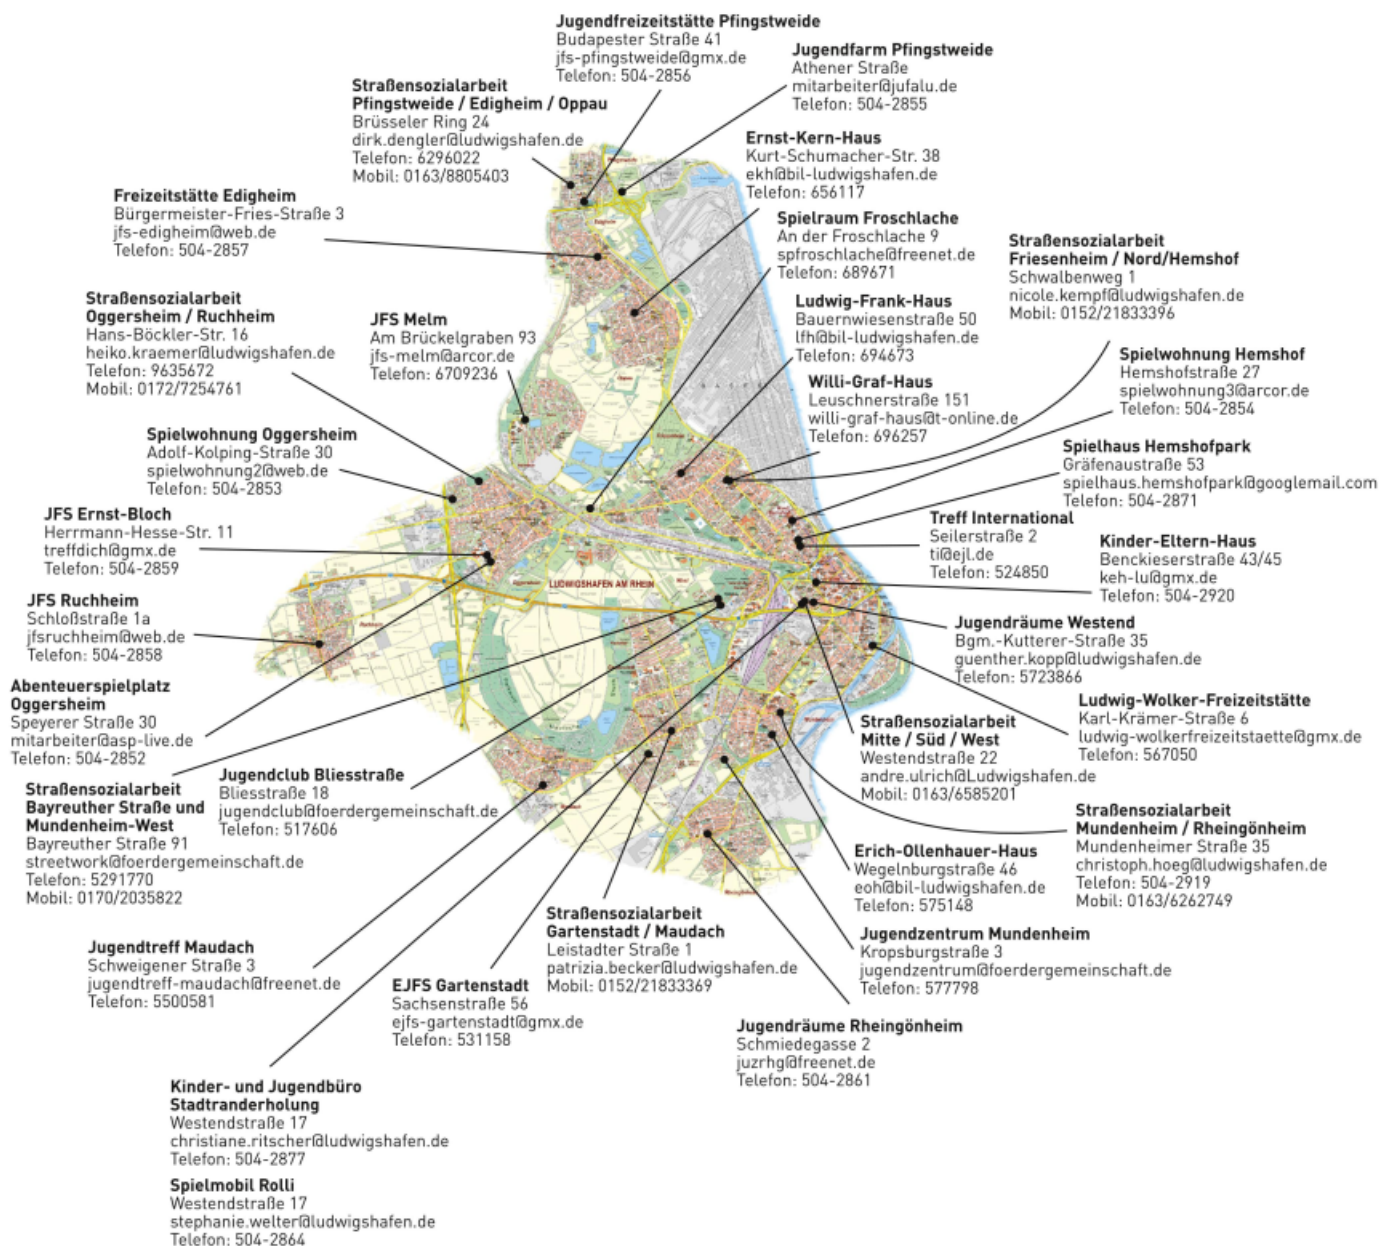 Jugendfreizeitstätte Pfingstweide
Budapester Straße 41
jfs-pfingstweide@gmx.de
Telefon: 504-2856
Jugendfarm Pfingstweide
Athener Straße
mitarbeiter@jufalu.de
Telefon: 504-2855
Straßensozialarbeit
Pfingstweide / Edigheim / Oppau
Brüsseler Ring 24
dirk.dengler@ludwigshafen.de
Telefon: 6296022
Mobil: 0163/8805403
Ernst-Kern-Haus
Kurt-Schumacher-Str. 38
ekh@bil-ludwigshafen.de
Telefon: 656117
Freizeitstätte Edigheim
Bürgermeister-Fries-Straße 3
jfs-edigheim@web.de
Telefon: 504-2857
Spielraum Froschlache
An der Froschlache 9
spfroschlache@freenet.de
Telefon: 689671
Straßensozialarbeit
Friesenheim / Nord/Hemshof
Schwalbenweg 1
nicole.kempf@ludwigshafen.de
Mobil: 0152/21833396
Straßensozialarbeit
Oggersheim / Ruchheim
Hans-Böckler-Str. 16
heiko.kraemer@ludwigshafen.de
Telefon: 9635672
Mobil: 0172/7254761
JFS Melm
Am Brückelgraben 93
jfs-melm@arcor.de
Telefon: 6709236
Ludwig-Frank-Haus
Bauernwiesenstraße 50
lfh@bil-ludwigshafen.de
Telefon: 694673
Spielwohnung Hemshof
Hemshofstraße 27
spielwohnung3@arcor.de
Telefon: 504-2854
Willi-Graf-Haus
Leuschnerstraße 151
willi-graf-haus@t-online.de
Telefon: 696257
Spielwohnung Oggersheim
Adolf-Kolping-Straße 30
spielwohnung2@web.de
Telefon: 504-2853
Spielhaus Hemshofpark
Gräfenaustraße 53
spielhaus.hemshofpark@googlemail.com
Telefon: 504-2871
JFS Ernst-Bloch
Herrmann-Hesse-Str. 11
treffdich@gmx.de
Telefon: 504-2859
Treff International
Seilerstraße 2
ti@ejl.de
Telefon: 524850
Kinder-Eltern-Haus
Benckieserstraße 43/45
keh-lu@gmx.de
Telefon: 504-2920
LUDWIGSHAFEN AM RHEIN
JFS Ruchheim
Schloßstraße 1a
jfsruchheim@web.de
Telefon: 504-2858
Jugendräume Westend
Bgm.-Kutterer-Straße 35
guenther.kopp@ludwigshafen.de
Telefon: 5723866
Abenteuerspielplatz
Oggersheim
Speyerer Straße 30
mitarbeiter@asp-live.de
Telefon: 504-2852
Ludwig-Wolker-Freizeitstätte
Karl-Krämer-Straße 6
ludwig-wolkerfreizeitstaette@gmx.de
Telefon: 567050
Straßensozialarbeit
Mitte / Süd / West
Westendstraße 22
andre.ulrich@Ludwigshafen.de
Mobil: 0163/6585201
Jugendclub Bliesstraße
Bliesstraße 18
jugendclub@foerdergemeinschaft.de
Telefon: 517606
Straßensozialarbeit
Bayreuther Straße und
Mundenheim-West
Bayreuther Straße 91
streetwork@foerdergemeinschaft.de
Telefon: 5291770
Mobil: 0170/2035822
Straßensozialarbeit
Mundenheim / Rheingönheim
Mundenheimer Straße 35
christoph.hoeg@ludwigshafen.de
Telefon: 504-2919
Mobil: 0163/6262749
Erich-Ollenhauer-Haus
Wegelnburgstraße 46
eoh@bil-ludwigshafen.de
Telefon: 575148
Straßensozialarbeit
Gartenstadt / Maudach
Leistadter Straße 1
patrizia.becker@ludwigshafen.de
Mobil: 0152/21833369
Jugendzentrum Mundenheim
Kropsburgstraße 3
jugendzentrum@foerdergemeinschaft.de
Telefon: 577798
Jugendtreff Maudach
Schweigener Straße 3
jugendtreff-maudach@freenet.de
Telefon: 5500581
EJFS Gartenstadt
Sachsenstraße 56
ejfs-gartenstadt@gmx.de
Telefon: 531158
Jugendräume Rheingönheim
Schmiedegasse 2
juzrhg@freenet.de
Telefon: 504-2861
Kinder- und Jugendbüro
Stadtranderholung
Westendstraße 17
christiane.ritscher@ludwigshafen.de
Telefon: 504-2877
Spielmobil Rolli
Westendstraße 17
stephanie.welter@ludwigshafen.de
Telefon: 504-2864